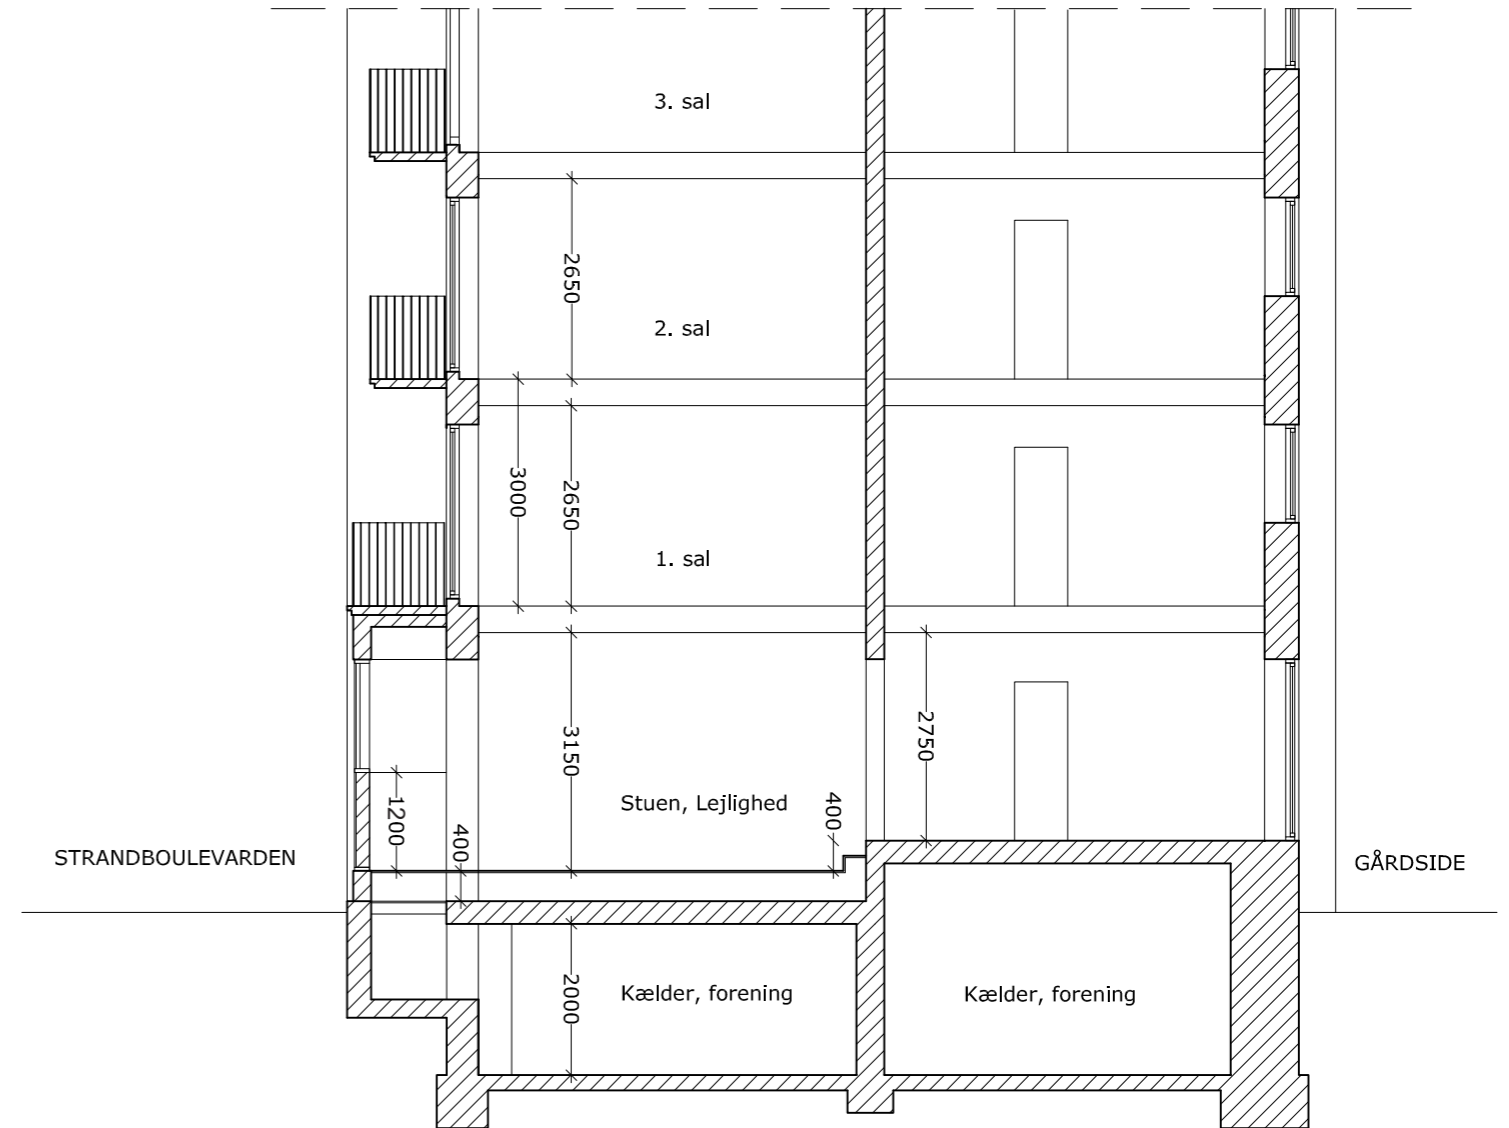 3. sal
2650
2. sal
3000
2650
1. sal
3150
2750
Stuen, Lejlighed
400
1200
400
STRANDBOULEVARDEN
GÅRDSIDE
2000
Kælder, forening
Kælder, forening